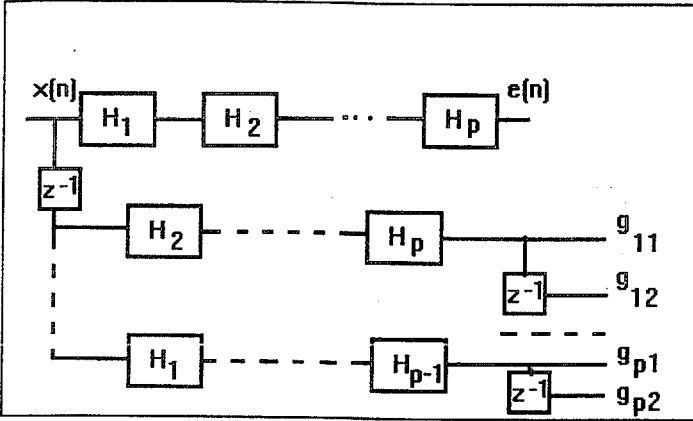 x(n) e(n)
H1 H2 ... Hp
z-1
H2 Hp g11
z-1 g12
H1 Hp-1 gp1
z-1 gp2